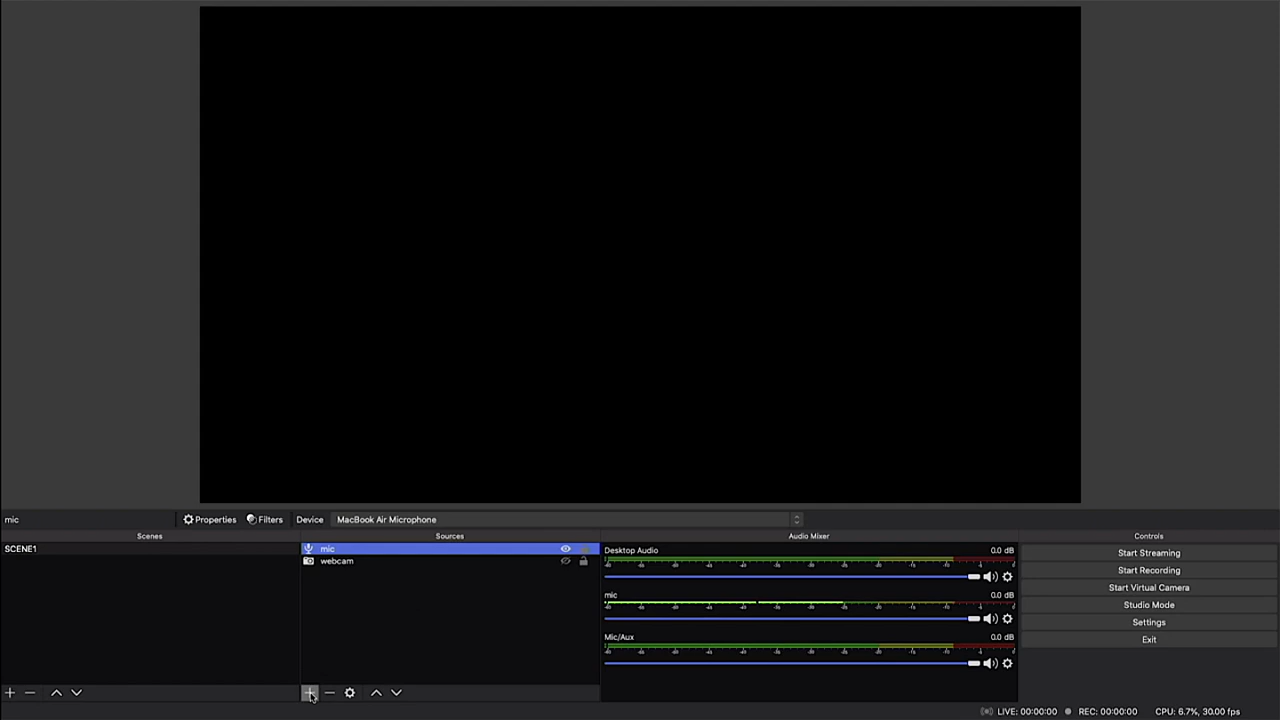 mic Properties Filters Device MacBook Air Microphone
Scenes Sources Audio Mixer Controls
SCENE1
mic
webcam
Desktop Audio 0.0 dB
mic 0.0 dB
Mic/Aux 0.0 dB
Start Streaming
Start Recording
Start Virtual Camera
Studio Mode
Settings
Exit
LIVE: 00:00:00 REC: 00:00:00 CPU: 6.7%, 30.00 fps